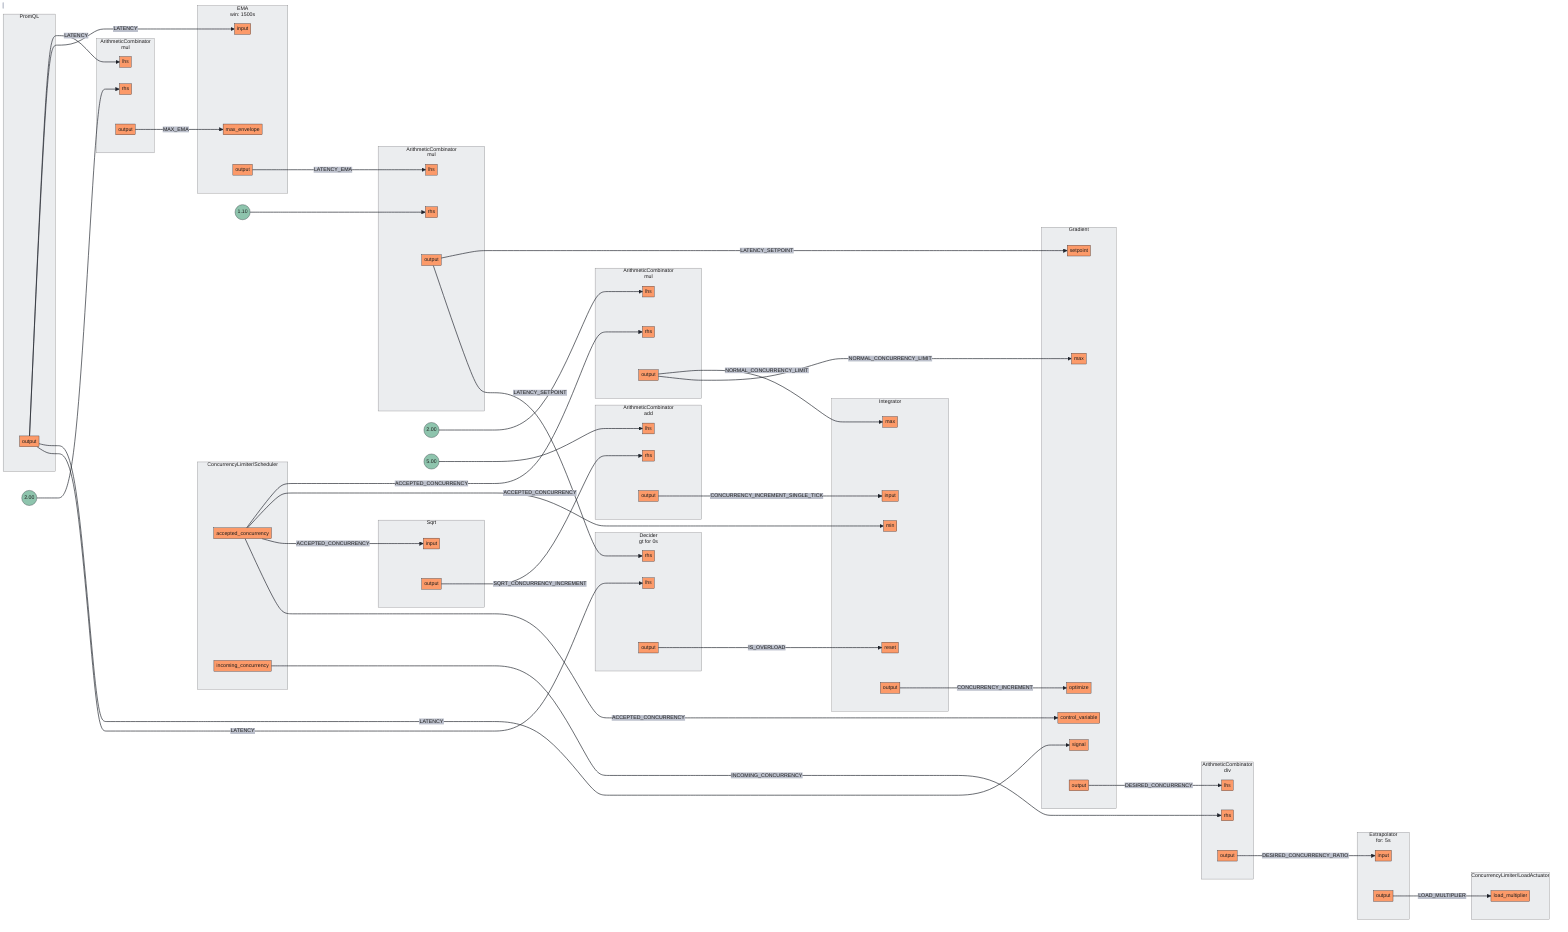 PromQL
output
2.00
ArithmeticCombinator
mul
lhs
rhs
output
LATENCY
LATENCY
MAX_EMA
EMA
win: 1500s
input
max_envelope
output
LATENCY_EMA
1.10
ArithmeticCombinator
mul
lhs
rhs
output
LATENCY_SETPOINT
LATENCY_SETPOINT
2.00
5.00
ConcurrencyLimiter/Scheduler
accepted_concurrency
incoming_concurrency
ACCEPTED_CONCURRENCY
ACCEPTED_CONCURRENCY
ACCEPTED_CONCURRENCY
ACCEPTED_CONCURRENCY
INCOMING_CONCURRENCY
LATENCY
LATENCY
Sqrt
input
output
SQRT_CONCURRENCY_INCREMENT
ArithmeticCombinator
mul
lhs
rhs
output
NORMAL_CONCURRENCY_LIMIT
NORMAL_CONCURRENCY_LIMIT
ArithmeticCombinator
add
lhs
rhs
output
CONCURRENCY_INCREMENT_SINGLE_TICK
Decider
gt for 0s
rhs
lhs
output
IS_OVERLOAD
Integrator
max
input
min
reset
output
CONCURRENCY_INCREMENT
Gradient
setpoint
max
optimize
control_variable
signal
output
DESIRED_CONCURRENCY
ArithmeticCombinator
div
lhs
rhs
output
DESIRED_CONCURRENCY_RATIO
Extrapolator
for: 5s
input
output
LOAD_MULTIPLIER
ConcurrencyLimiter/LoadActuator
load_multiplier